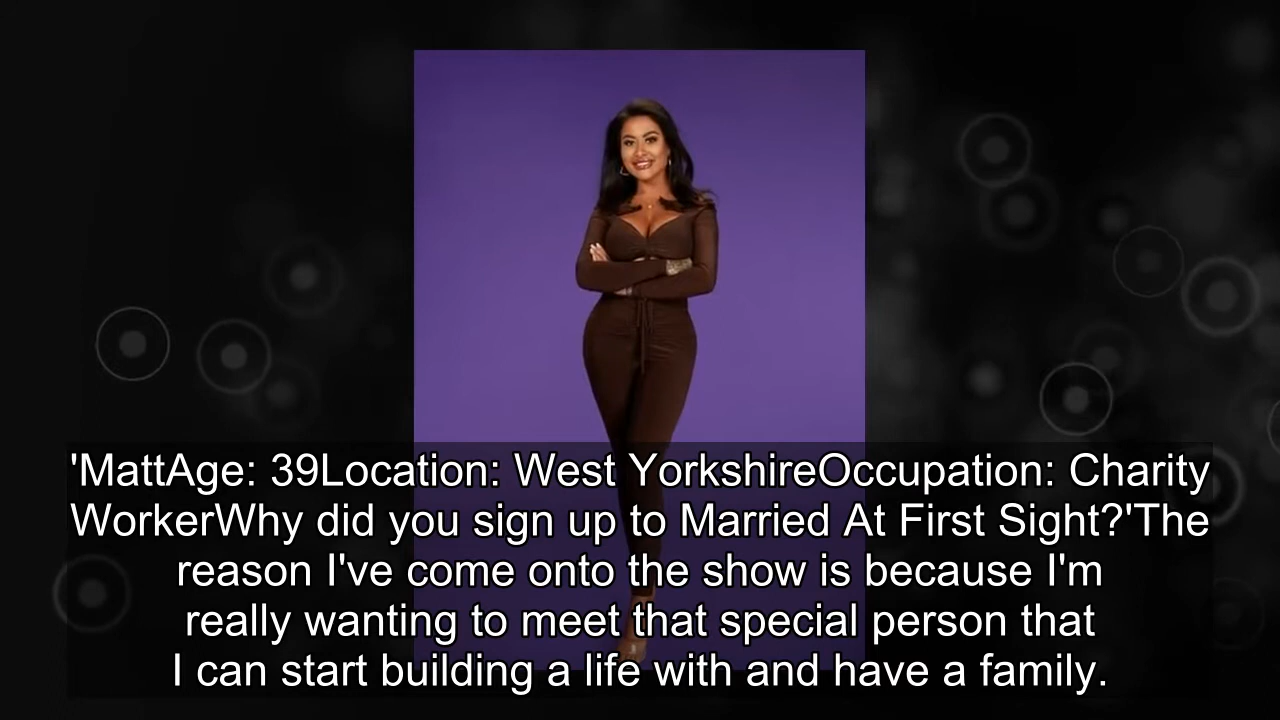 'MattAge: 39Location: West YorkshireOccupation: Charity
WorkerWhy did you sign up to Married At First Sight?'The
reason I've come onto the show is because I'm
really wanting to meet that special person that
I can start building a life with and have a family.